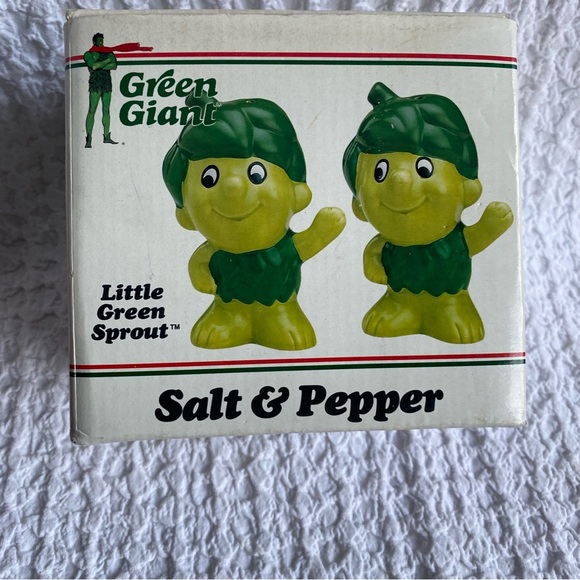 Green
Giant
Little
Green
Sprout™
Salt & Pepper